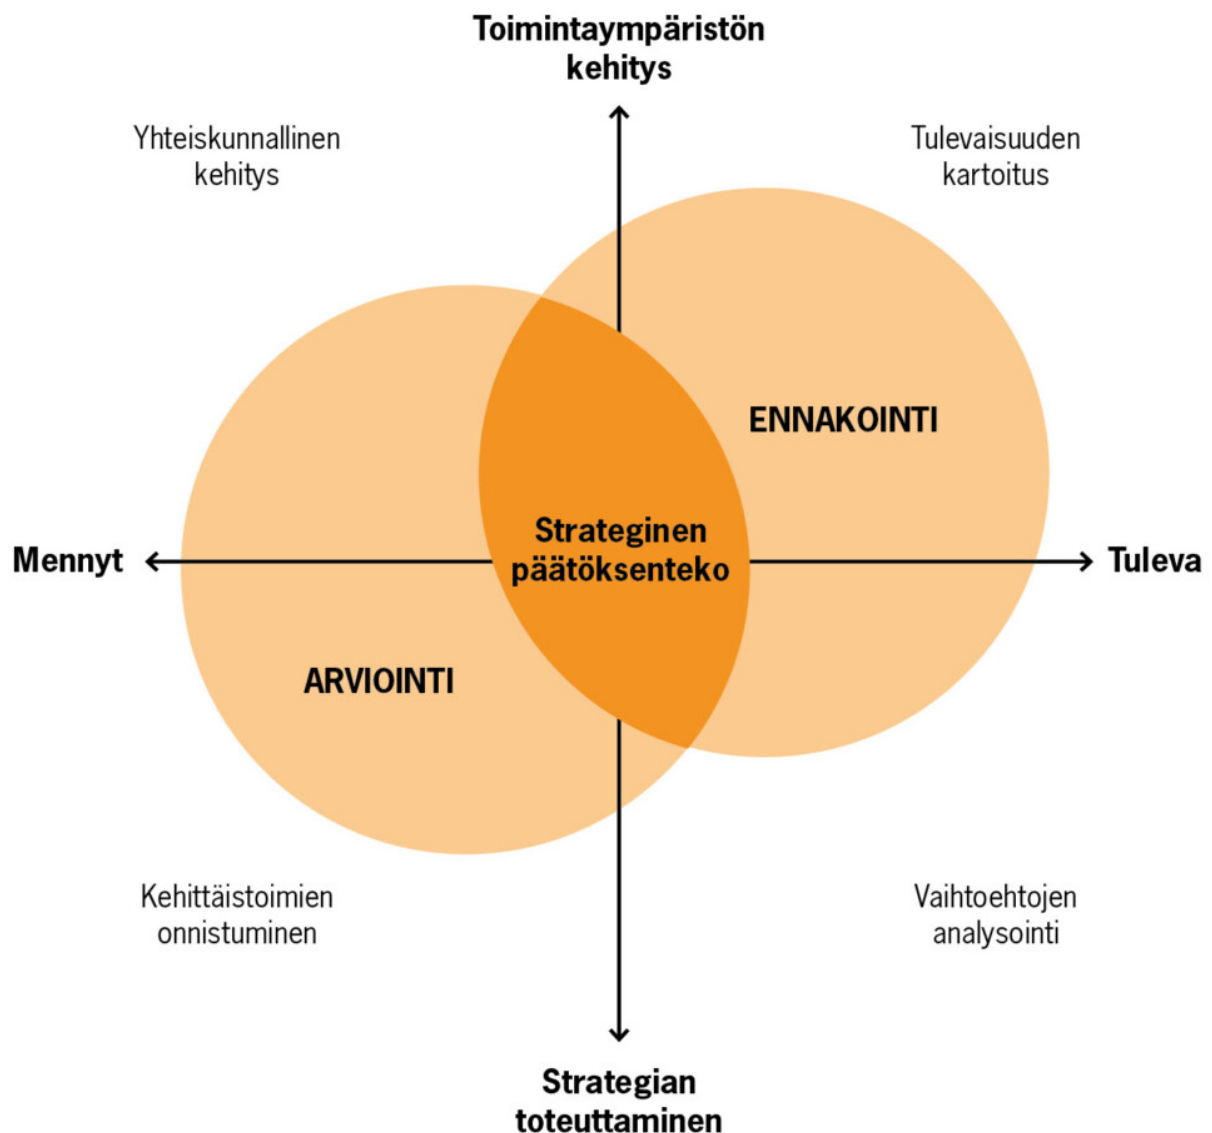 Toimintaympäristön
kehitys
Yhteiskunnallinen
kehitys
Tulevaisuuden
kartoitus
ENNAKOINTI
Strateginen
päätöksenteko
Mennyt
Tuleva
ARVIOINTI
Kehittäistoimien
onnistuminen
Vaihtoehtojen
analysointi
Strategian
toteuttaminen